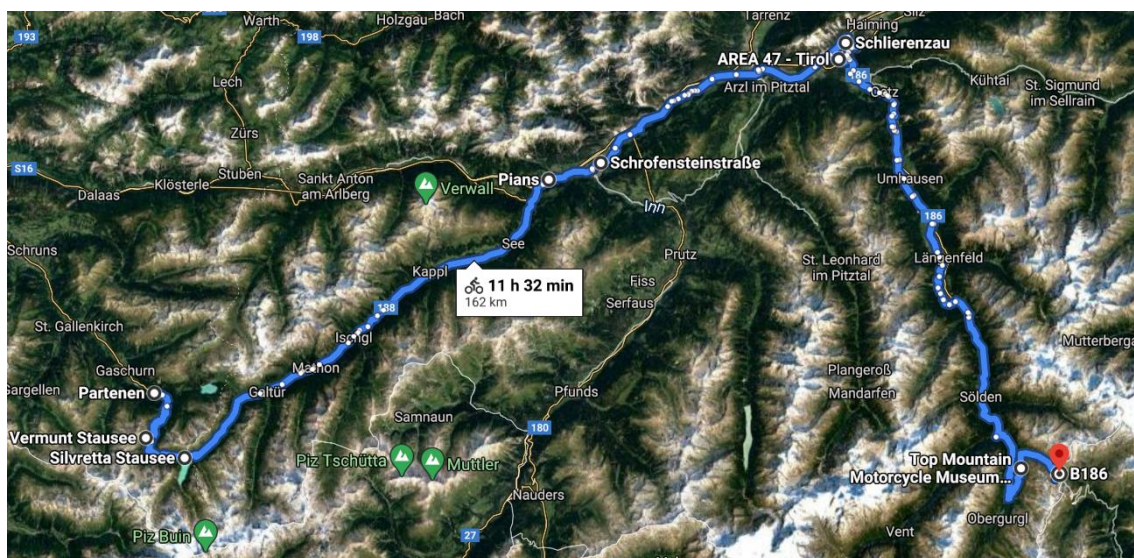 193
Warth
Holzgau
Bach
198
Tarrenz
Haiming
Silz
Schlierenzau
AREA 47 - Tirol
186
Arzl im Pitztal
Oetz
Kühtai
St. Sigmund
im Sellrain
Lech
Zürs
S16
Stuben
Dalaas
Klösterle
Sankt Anton
am Arlberg
Pians
Schrofensteinstraße
Verwall
Inn
Umhausen
186
Schruns
See
Kappl
11 h 32 min
162 km
Prutz
Fiss
Serfaus
St. Leonhard
im Pitztal
Längenfeld
188
Ischgl
St. Gallenkirch
Gaschurn
Mathon
Galtür
Gargellen
Partenen
Samnaun
Pfunds
Plangeroß
Mandarfen
Mutterberga
Sölden
Vermunt Stausee
Silvretta Stausee
180
Piz Tschütta
Muttler
Top Mountain
Motorcycle Museum...
B186
Nauders
Obergurgl
Vent
Piz Buin
27